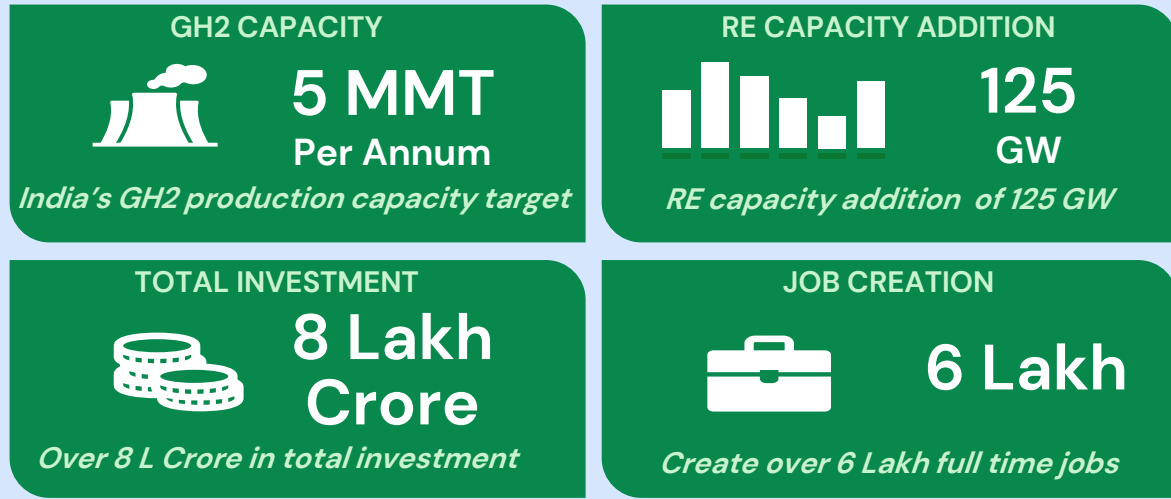 GH2 CAPACITY
5 MMT
Per Annum
India's GH2 production capacity target
RE CAPACITY ADDITION
125
GW
RE capacity addition of 125 GW
TOTAL INVESTMENT
8 Lakh
Crore
Over 8 L Crore in total investment
JOB CREATION
6 Lakh
Create over 6 Lakh full time jobs